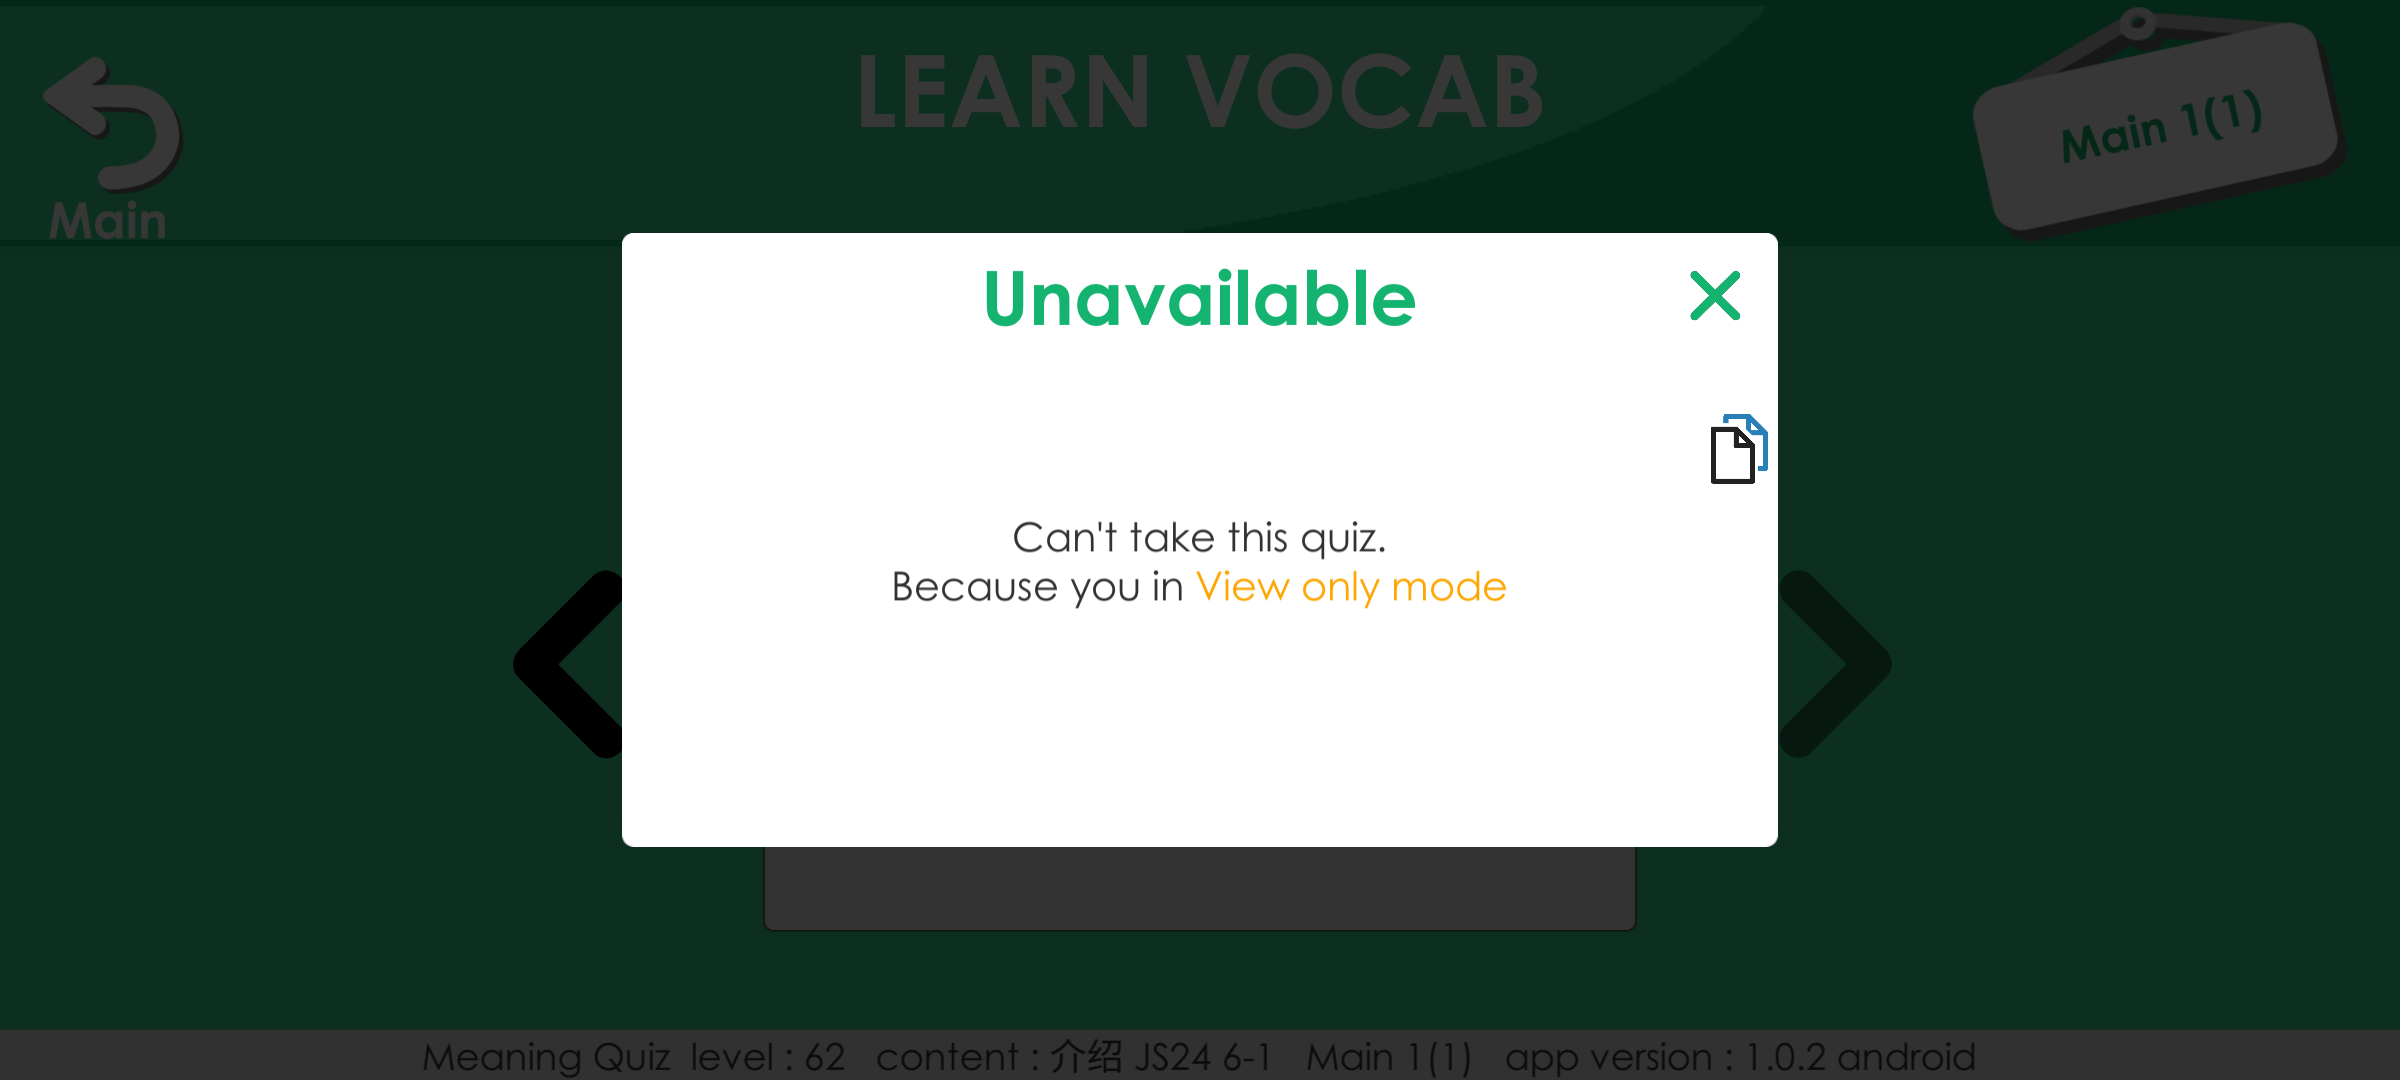 LEARN VOCAB
Main 1(1)
Main
Unavailable
Can't take this quiz.
Because you in View only mode
Meaning Quiz level : 62 content : 介绍 JS24 6-1 Main 1(1) app version : 1.0.2 android